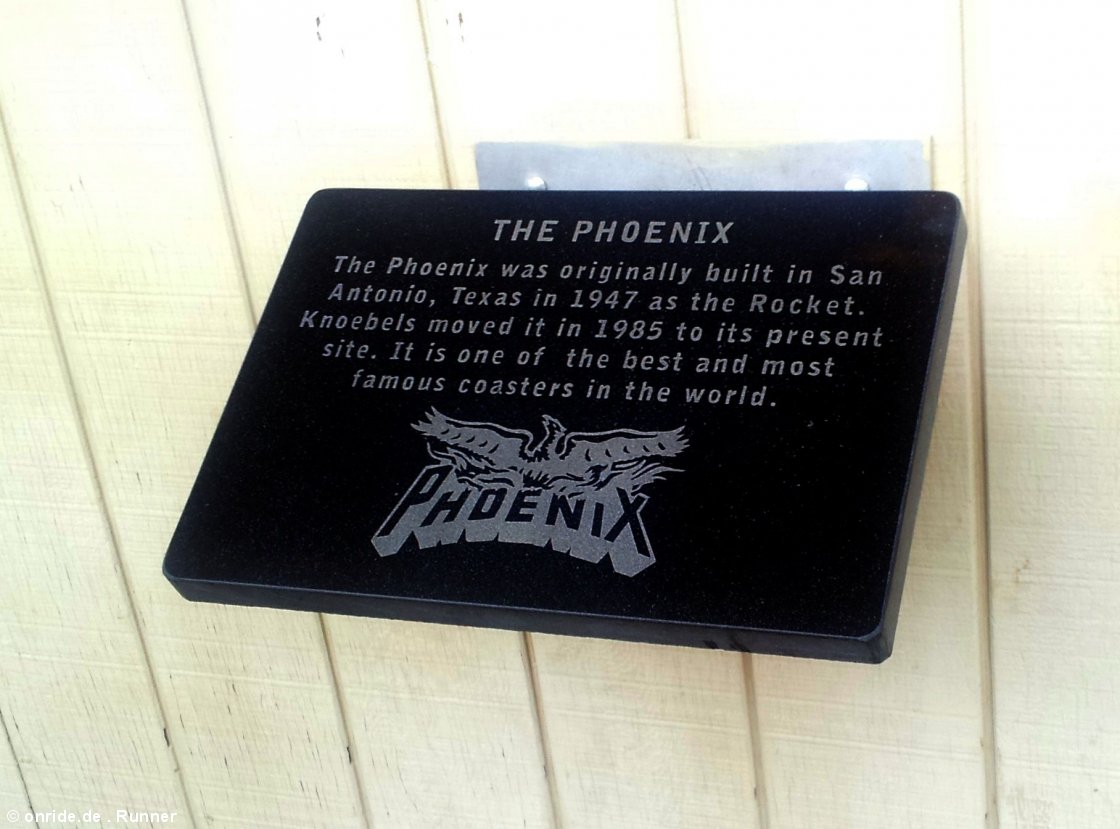 THE PHOENIX
The Phoenix was originally built in San
Antonio, Texas in 1947 as the Rocket.
Knoebels moved it in 1985 to its present
site. It is one of the best and most
famous coasters in the world.
PHOENIX
© onride.de . Runner